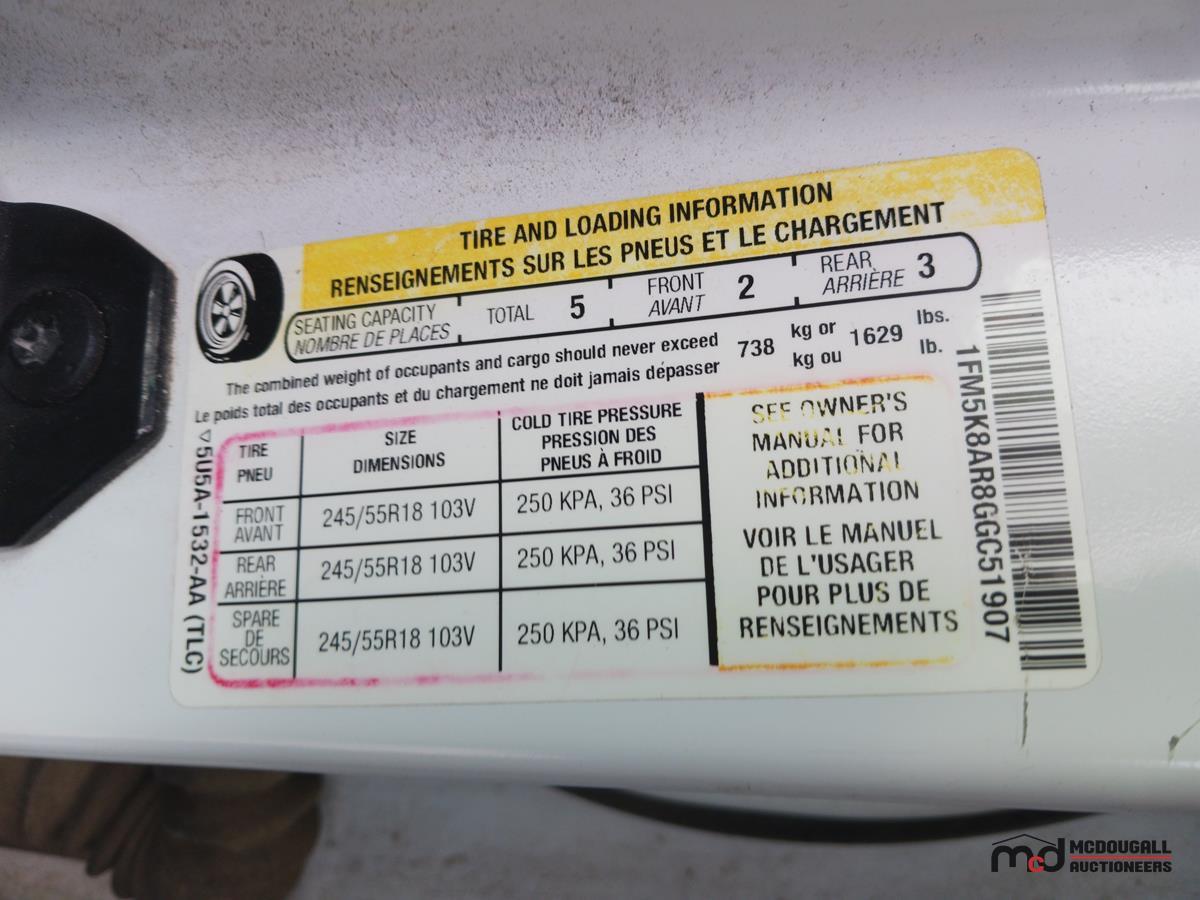 TIRE AND LOADING INFORMATION
RENSEIGNEMENTS SUR LES PNEUS ET LE CHARGEMENT
SEATING CAPACITY
NOMBRE DE PLACES
TOTAL 5
FRONT
AVANT
2
REAR
ARRIÈRE
3
The combined weight of occupants and cargo should never exceed
Le poids total des occupants et du chargement ne doit jamais dépasser
738
kg or
kg ou
1629
lbs.
lb.
TIRE
PNEU
SIZE
DIMENSIONS
COLD TIRE PRESSURE
PRESSION DES
PNEUS À FROID
FRONT
AVANT
245/55R18 103V
250 KPA, 36 PSI
REAR
ARRIÈRE
245/55R18 103V
250 KPA, 36 PSI
SPARE
DE
SECOURS
245/55R18 103V
250 KPA, 36 PSI
SEE OWNER'S
MANUAL FOR
ADDITIONAL
INFORMATION
VOIR LE MANUEL
DE L'USAGER
POUR PLUS DE
RENSEIGNEMENTS
5U5A-1532-AA (TLC)
1FM5K8AR8GGC51907
mcd MCDOUGALL
AUCTIONEERS